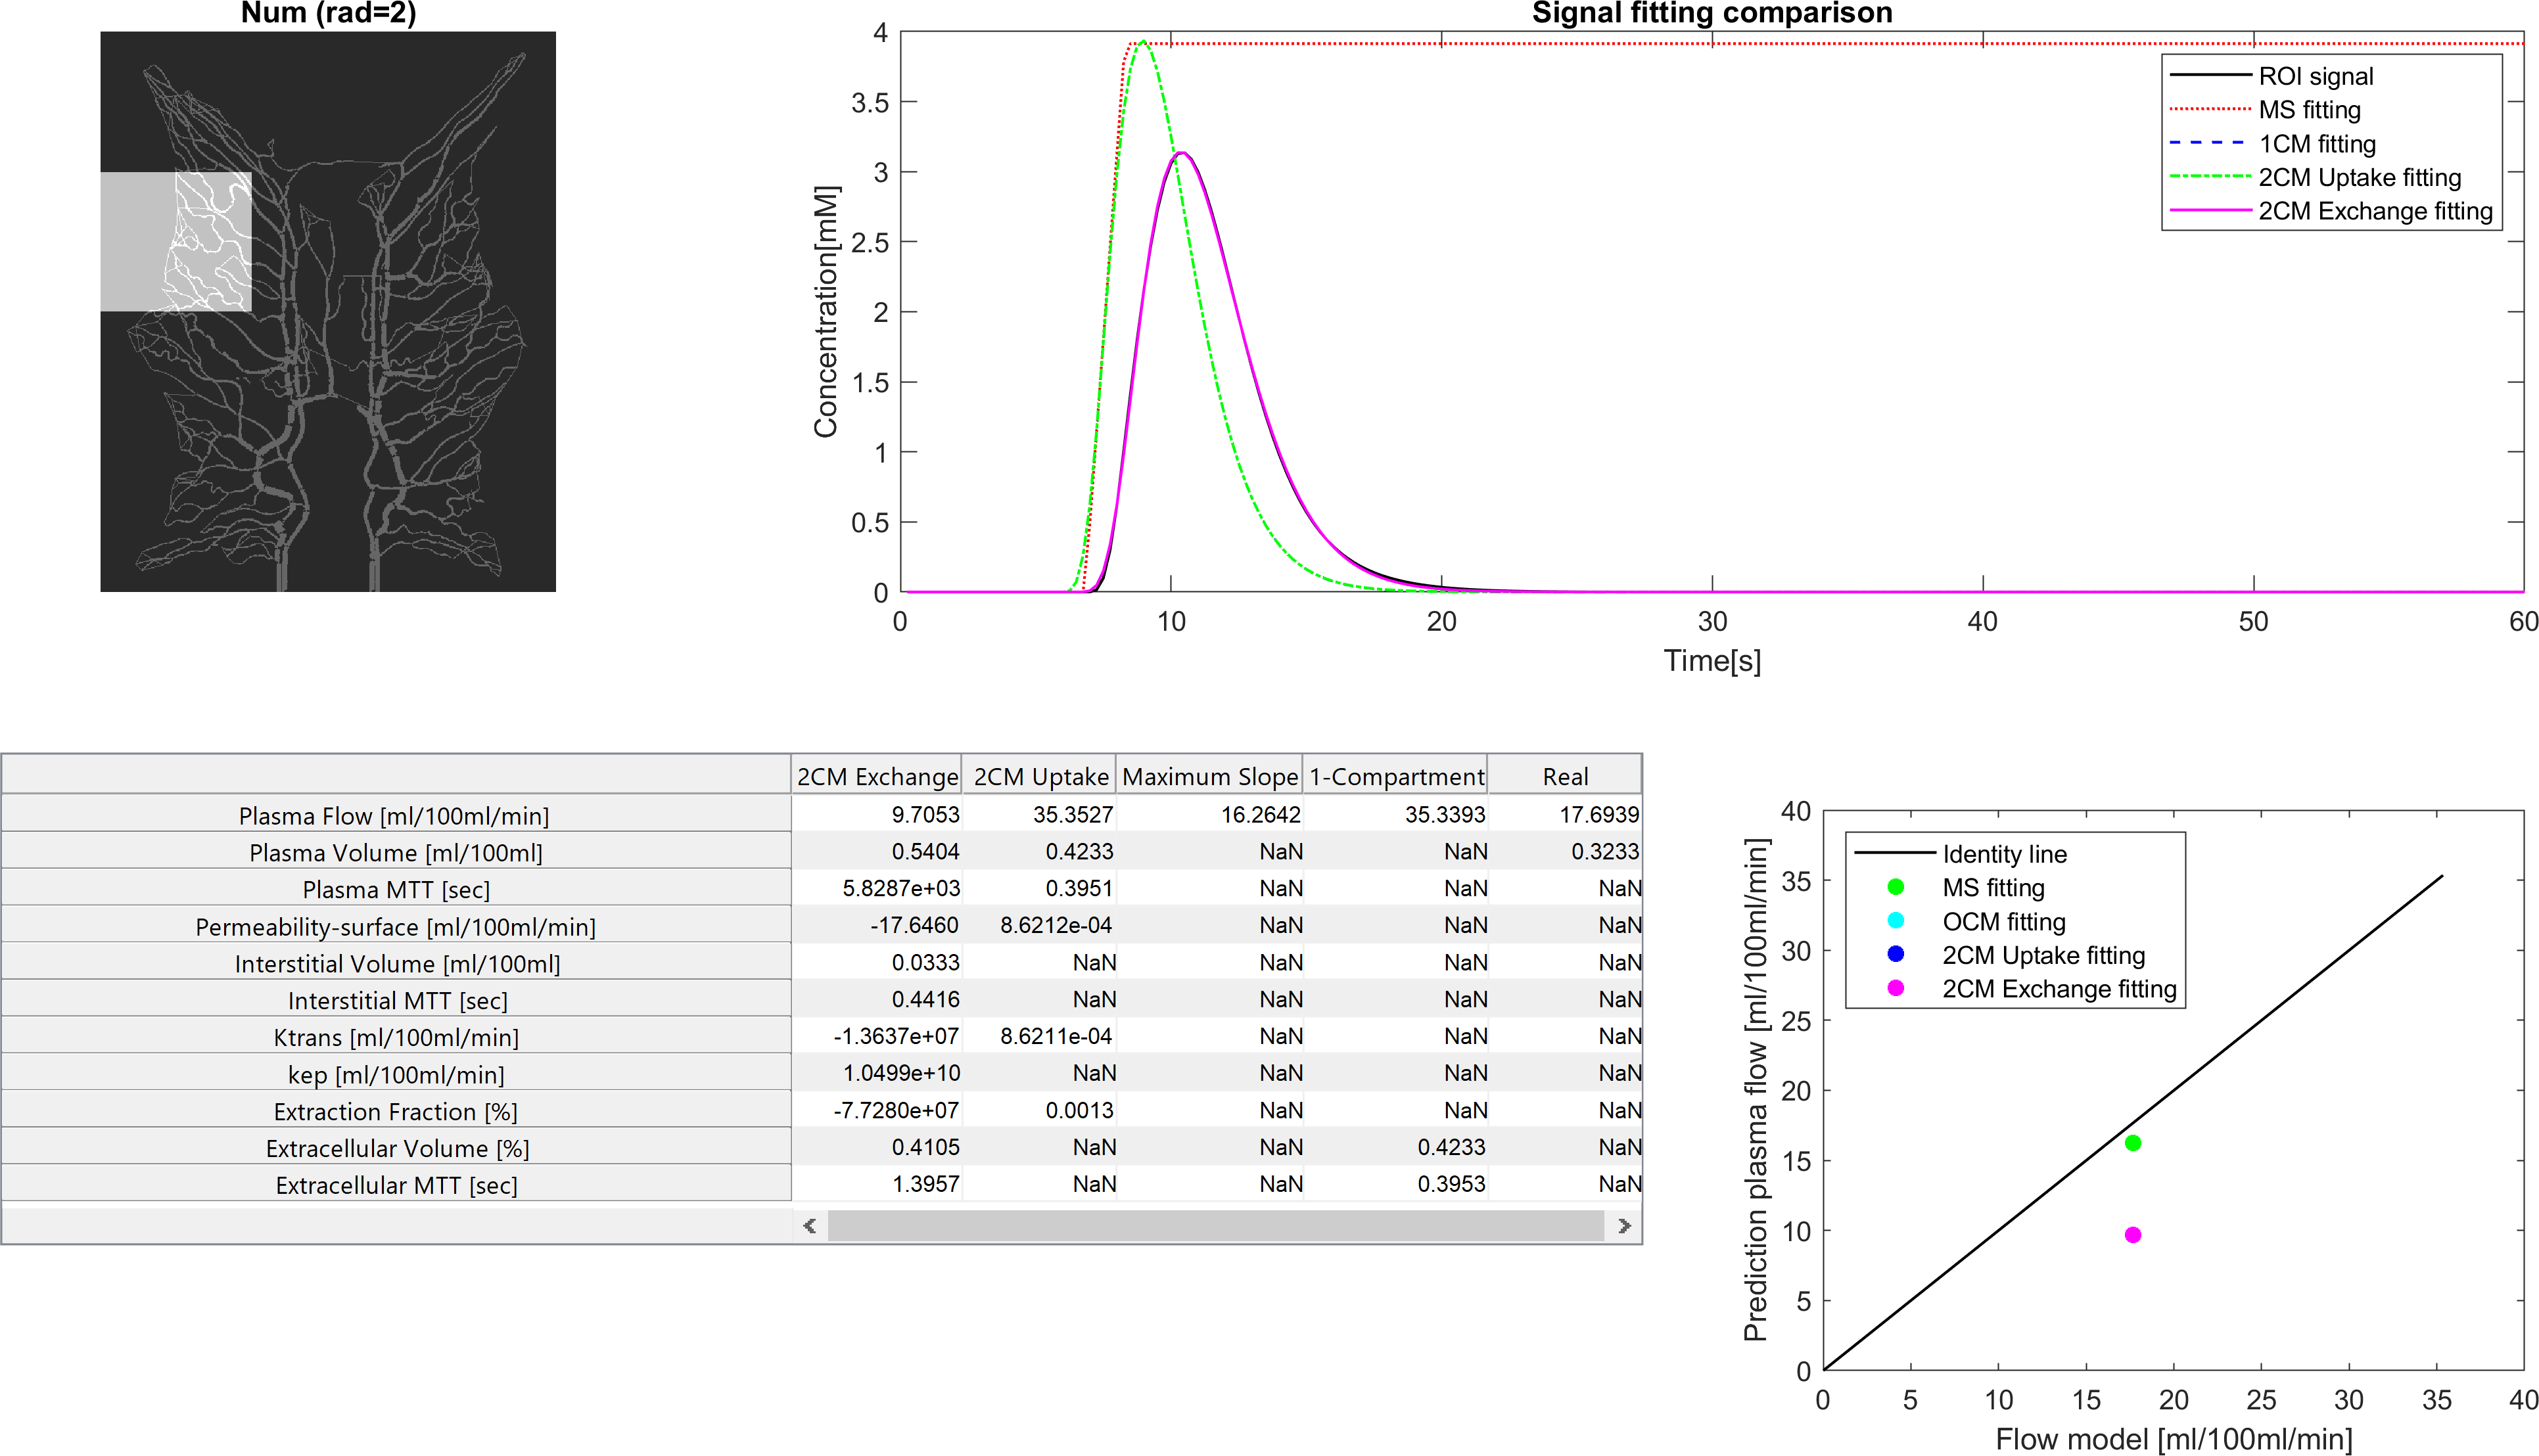 Num (rad=2)
Signal fitting comparison
4
3.5
3
2.5
2
1.5
1
0.5
0
Concentration[mM]
0 10 20 30 40 50 60
Time[s]
ROI signal
MS fitting
1CM fitting
2CM Uptake fitting
2CM Exchange fitting
2CM Exchange 2CM Uptake Maximum Slope 1-Compartment Real
Plasma Flow [ml/100ml/min] 9.7053 35.3527 16.2642 35.3393 17.6939
Plasma Volume [ml/100ml] 0.5404 0.4233 NaN NaN 0.3233
Plasma MTT [sec] 5.8287e+03 0.3951 NaN NaN NaN
Permeability-surface [ml/100ml/min] -17.6460 8.6212e-04 NaN NaN NaN
Interstitial Volume [ml/100ml] 0.0333 NaN NaN NaN NaN
Interstitial MTT [sec] 0.4416 NaN NaN NaN NaN
Ktrans [ml/100ml/min] -1.3637e+07 8.6211e-04 NaN NaN NaN
kep [ml/100ml/min] 1.0499e+10 NaN NaN NaN NaN
Extraction Fraction [%] -7.7280e+07 0.0013 NaN NaN NaN
Extracellular Volume [%] 0.4105 NaN NaN 0.4233 NaN
Extracellular MTT [sec] 1.3957 NaN NaN 0.3953 NaN
40
35
30
25
20
15
10
5
0
Prediction plasma flow [ml/100ml/min]
Identity line
MS fitting
OCM fitting
2CM Uptake fitting
2CM Exchange fitting
0 5 10 15 20 25 30 35 40
Flow model [ml/100ml/min]